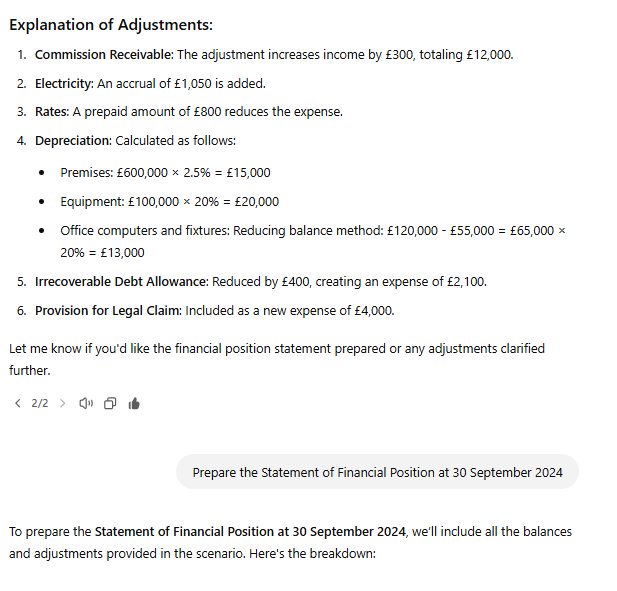 Explanation of Adjustments:
1. Commission Receivable: The adjustment increases income by £300, totaling £12,000.
2. Electricity: An accrual of £1,050 is added.
3. Rates: A prepaid amount of £800 reduces the expense.
4. Depreciation: Calculated as follows:
• Premises: £600,000 × 2.5% = £15,000
• Equipment: £100,000 × 20% = £20,000
• Office computers and fixtures: Reducing balance method: £120,000 - £55,000 = £65,000 ×
20% = £13,000
5. Irrecoverable Debt Allowance: Reduced by £400, creating an expense of £2,100.
6. Provision for Legal Claim: Included as a new expense of £4,000.
Let me know if you'd like the financial position statement prepared or any adjustments clarified
further.
< 2/2 >
Prepare the Statement of Financial Position at 30 September 2024
To prepare the Statement of Financial Position at 30 September 2024, we'll include all the balances
and adjustments provided in the scenario. Here's the breakdown: